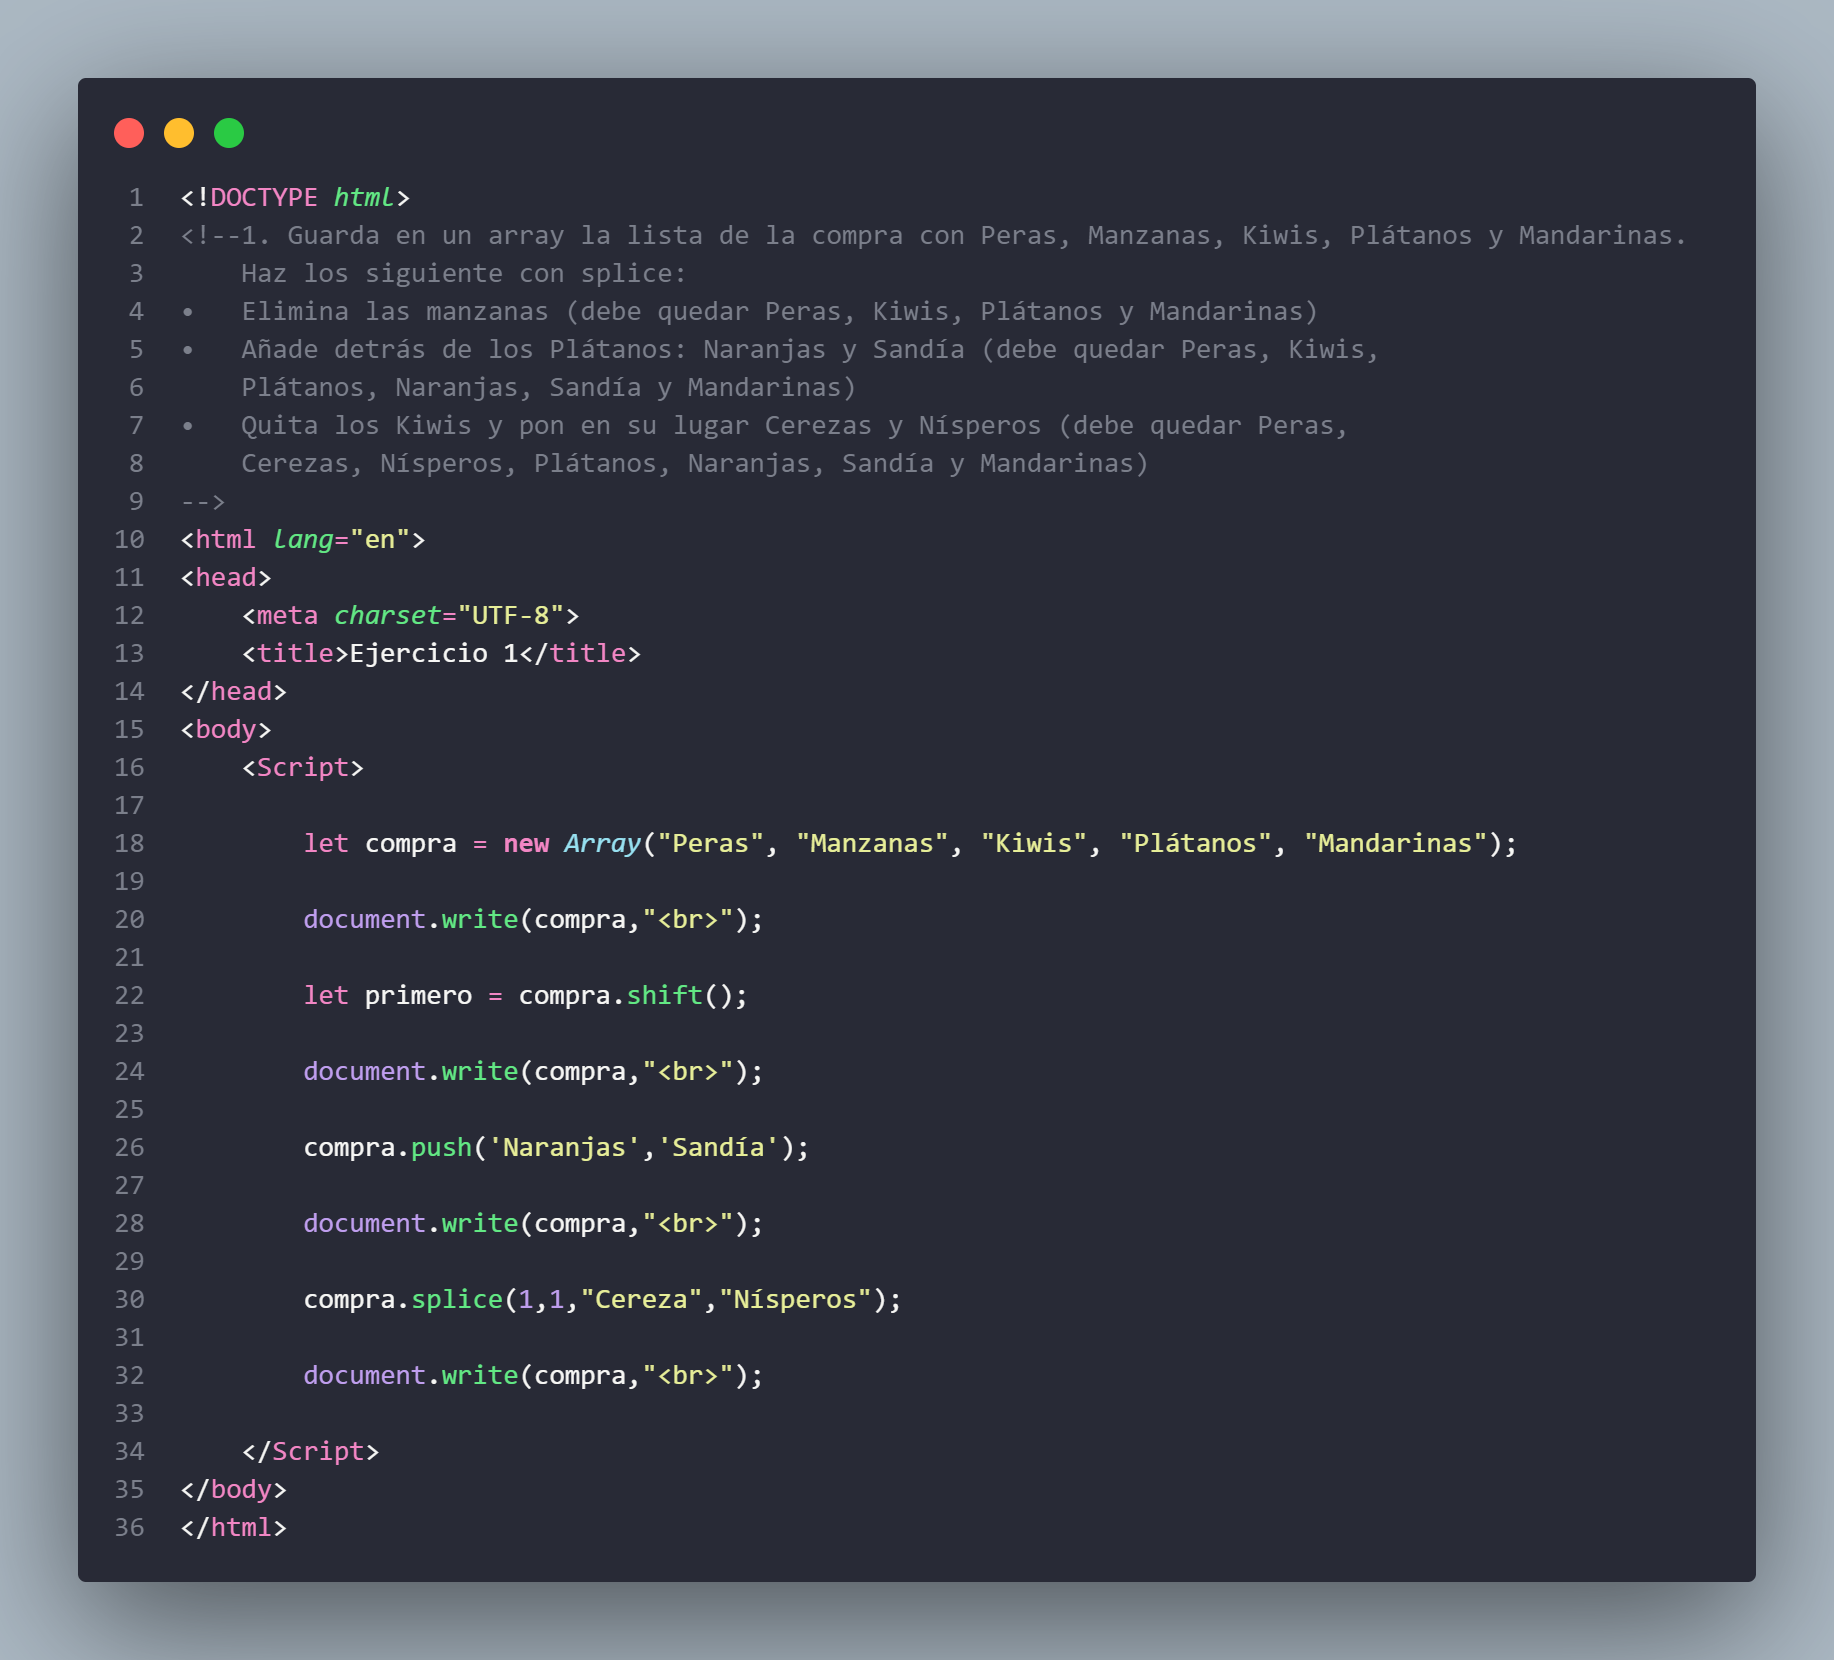 1 <!DOCTYPE html>
2 <!--1. Guarda en un array la lista de la compra con Peras, Manzanas, Kiwis, Plátanos y Mandarinas.
3     Haz los siguiente con splice:
4 •   Elimina las manzanas (debe quedar Peras, Kiwis, Plátanos y Mandarinas)
5 •   Añade detrás de los Plátanos: Naranjas y Sandía (debe quedar Peras, Kiwis,
6     Plátanos, Naranjas, Sandía y Mandarinas)
7 •   Quita los Kiwis y pon en su lugar Cerezas y Nísperos (debe quedar Peras,
8     Cerezas, Nísperos, Plátanos, Naranjas, Sandía y Mandarinas)
9 -->
10 <html lang="en">
11 <head>
12     <meta charset="UTF-8">
13     <title>Ejercicio 1</title>
14 </head>
15 <body>
16     <Script>
17
18         let compra = new Array("Peras", "Manzanas", "Kiwis", "Plátanos", "Mandarinas");
19
20         document.write(compra,"<br>");
21
22         let primero = compra.shift();
23
24         document.write(compra,"<br>");
25
26         compra.push('Naranjas','Sandía');
27
28         document.write(compra,"<br>");
29
30         compra.splice(1,1,"Cereza","Nísperos");
31
32         document.write(compra,"<br>");
33
34     </Script>
35 </body>
36 </html>